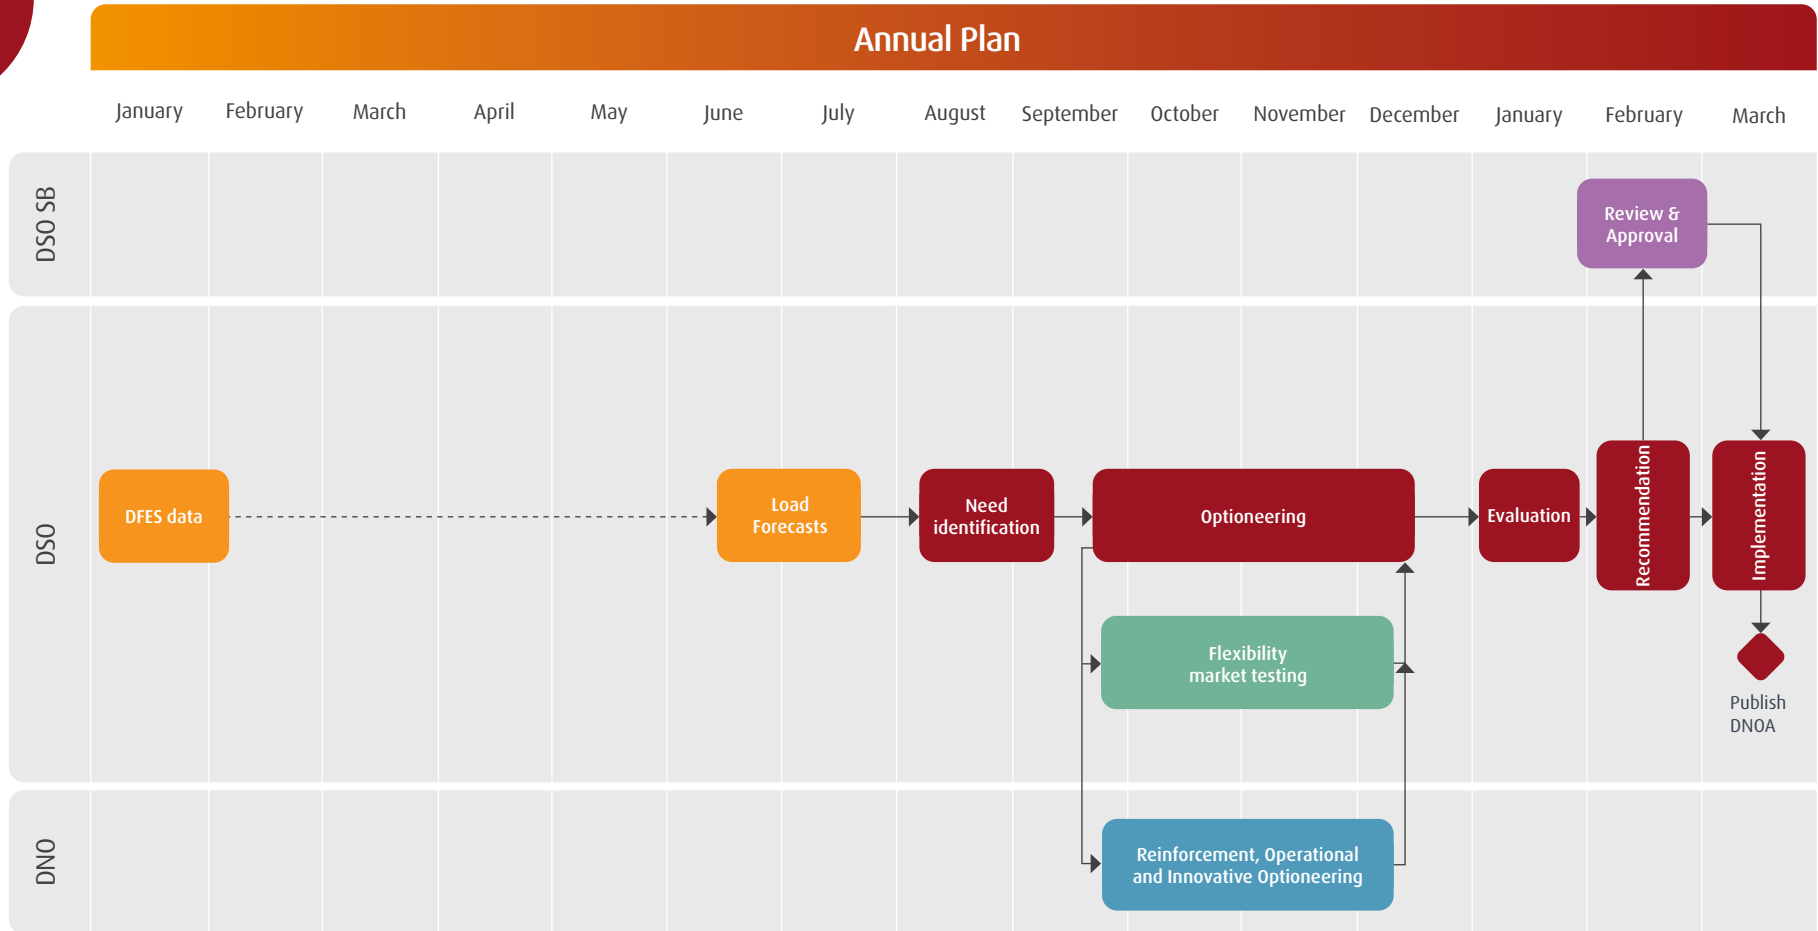 Annual Plan
January February March April May June July August September October November December January February March
DSO SB
Review &
Approval
DSO
DFES data
Load
Forecasts
Need
identification
Optioneering
Evaluation
Recommendation
Implementation
Flexibility
market testing
Publish
DNOA
DNO
Reinforcement, Operational
and Innovative Optioneering